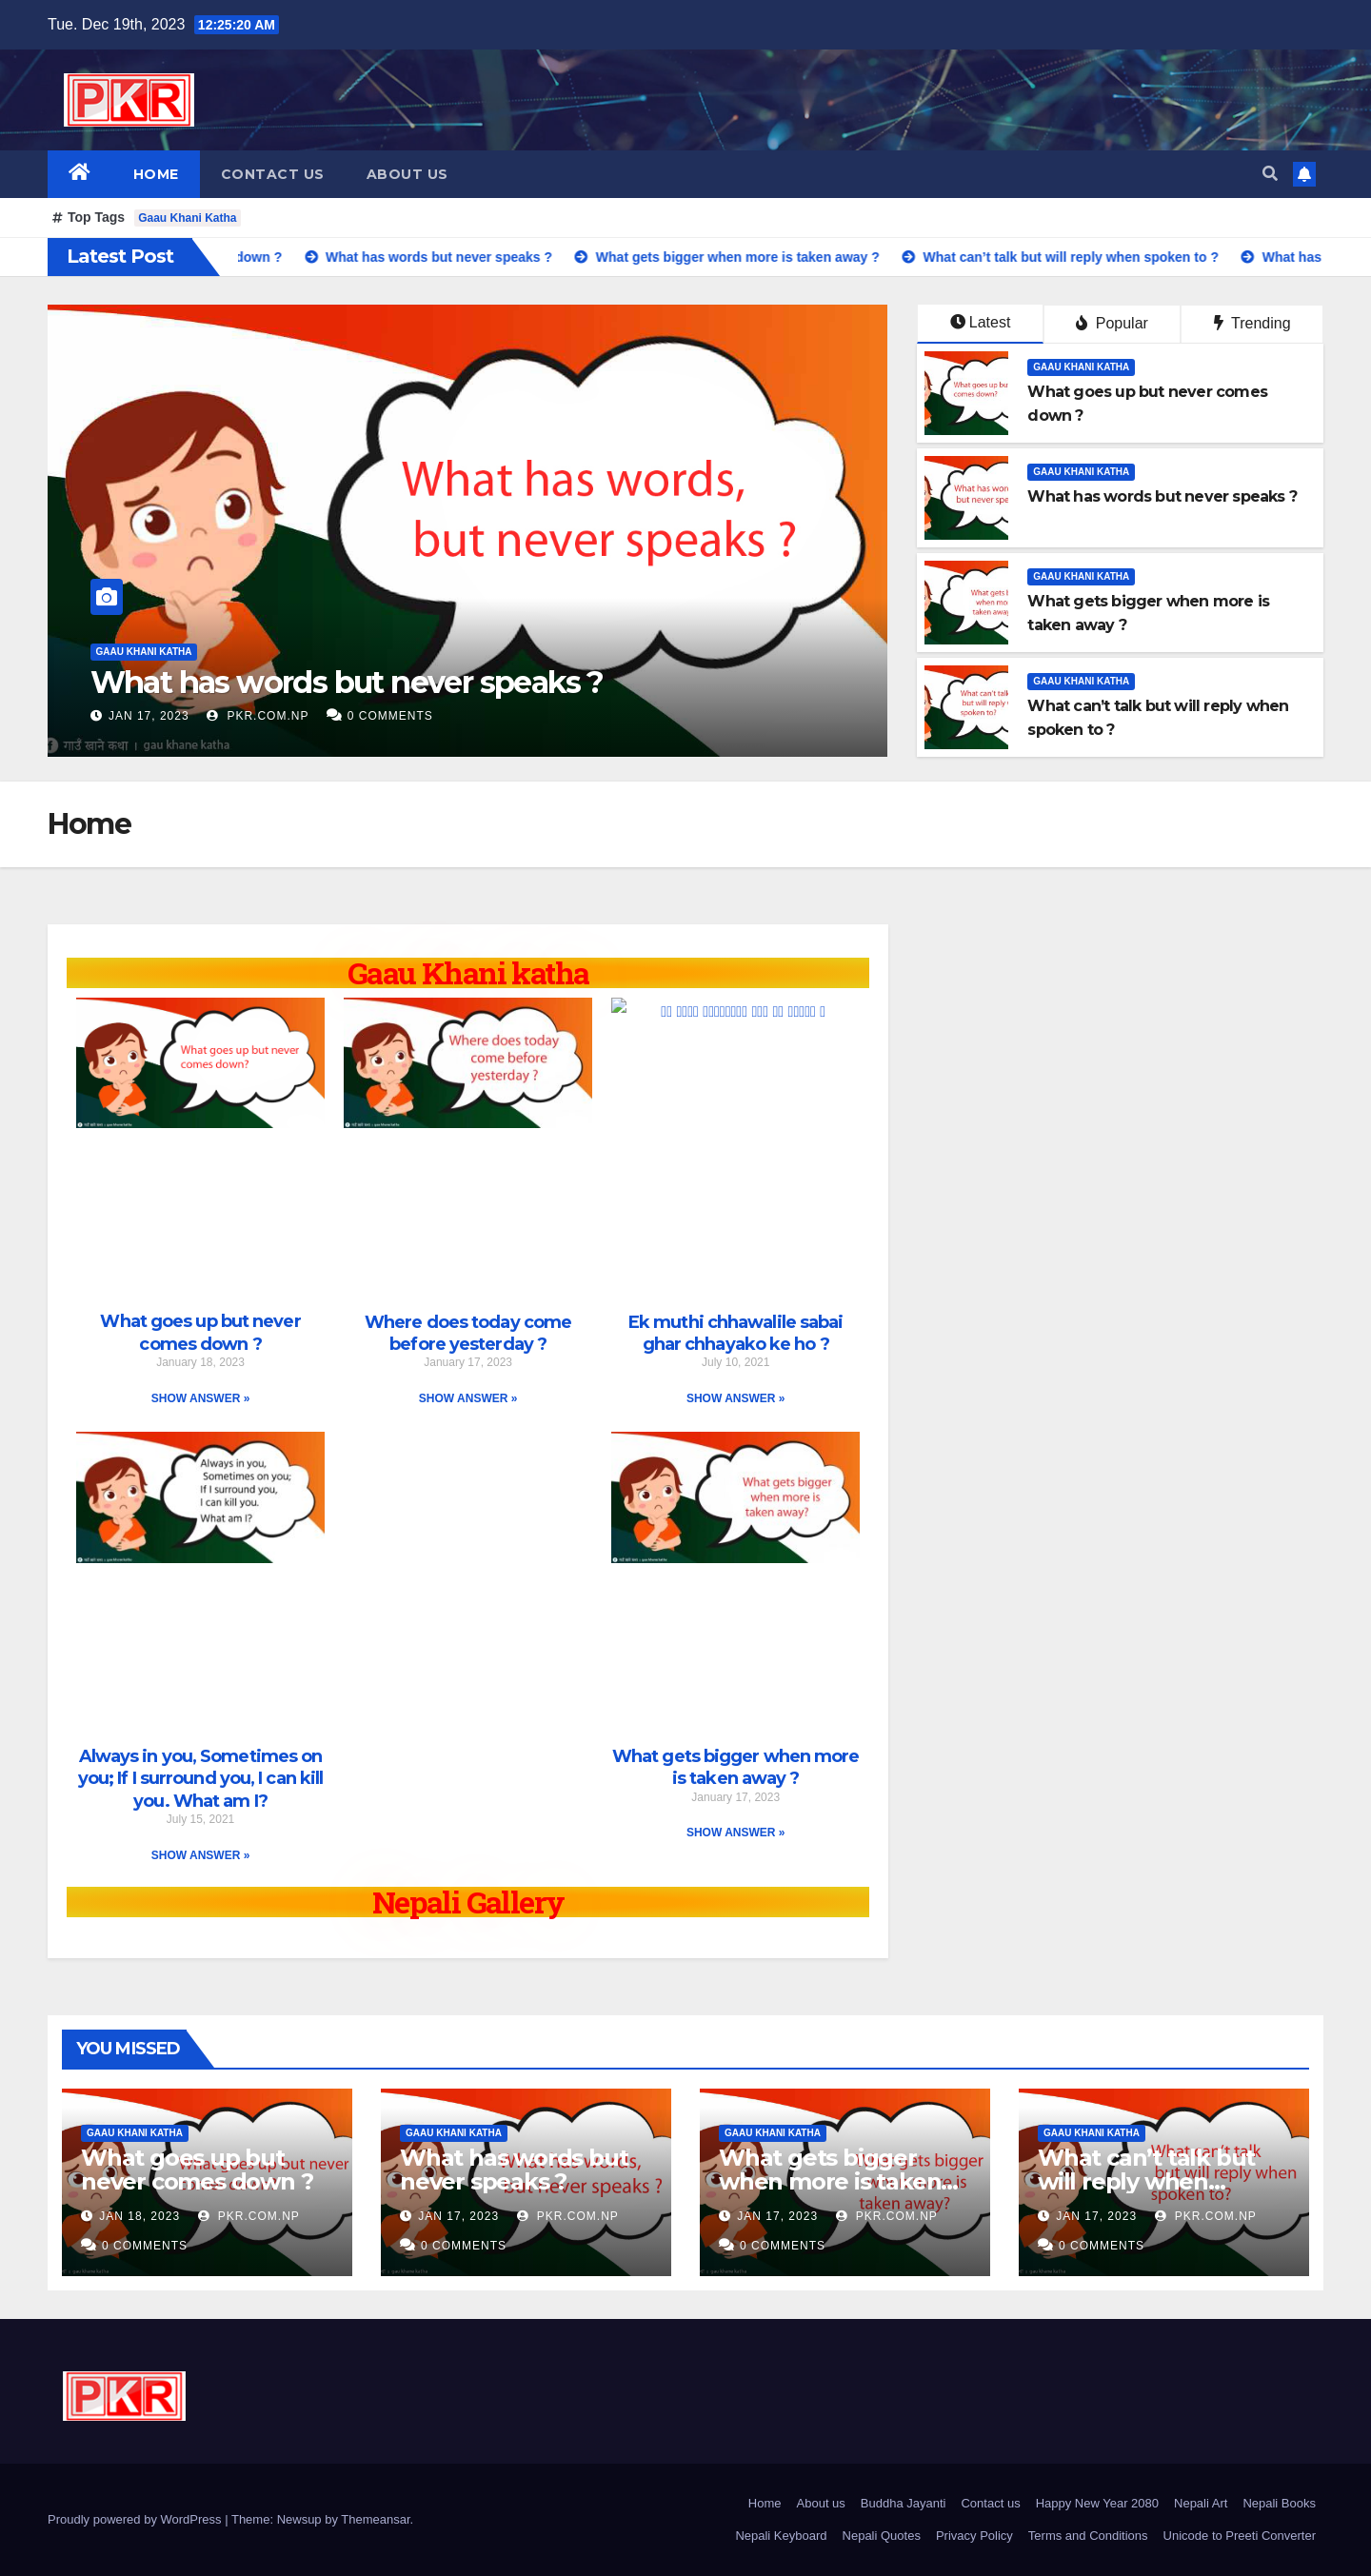 Tue. Dec 19th, 2023 12:25:20 AM
PKR
HOME CONTACT US ABOUT US
# Top Tags Gaau Khani Katha
Latest Post down ? What has words but never speaks ? What gets bigger when more is taken away ? What can’t talk but will reply when spoken to ? What has
What has words,
but never speaks ?
GAAU KHANI KATHA
What has words but never speaks ?
JAN 17, 2023 PKR.COM.NP 0 COMMENTS
गाउँ खाने कथा । gau khane katha
Latest Popular Trending
What goes up but
comes down?
GAAU KHANI KATHA
What goes up but never comes
down ?
What has wor
but never spe
GAAU KHANI KATHA
What has words but never speaks ?
What gets
when mo
taken away
GAAU KHANI KATHA
What gets bigger when more is
taken away ?
What can't talk
but will reply
spoken to?
GAAU KHANI KATHA
What can’t talk but will reply when
spoken to ?
Home
Gaau Khani katha
What goes up but never
comes down?
Where does today
come before
yesterday ?
What goes up but never
comes down ?
January 18, 2023
SHOW ANSWER »
Where does today come
before yesterday ?
January 17, 2023
SHOW ANSWER »
Ek muthi chhawalile sabai
ghar chhayako ke ho ?
July 10, 2021
SHOW ANSWER »
Always in you,
Sometimes on you;
If I surround you,
I can kill you.
What am I?
What gets bigger
when more is
taken away?
Always in you, Sometimes on
you; If I surround you, I can kill
you. What am I?
July 15, 2021
SHOW ANSWER »
What gets bigger when more
is taken away ?
January 17, 2023
SHOW ANSWER »
Nepali Gallery
YOU MISSED
GAAU KHANI KATHA
What goes up but
never comes down ?
JAN 18, 2023 PKR.COM.NP
0 COMMENTS
GAAU KHANI KATHA
What has words but
never speaks ?
JAN 17, 2023 PKR.COM.NP
0 COMMENTS
GAAU KHANI KATHA
What gets bigger
when more is taken…
JAN 17, 2023 PKR.COM.NP
0 COMMENTS
GAAU KHANI KATHA
What can’t talk but
will reply when…
JAN 17, 2023 PKR.COM.NP
0 COMMENTS
PKR
Proudly powered by WordPress | Theme: Newsup by Themeansar.
Home About us Buddha Jayanti Contact us Happy New Year 2080 Nepali Art Nepali Books
Nepali Keyboard Nepali Quotes Privacy Policy Terms and Conditions Unicode to Preeti Converter